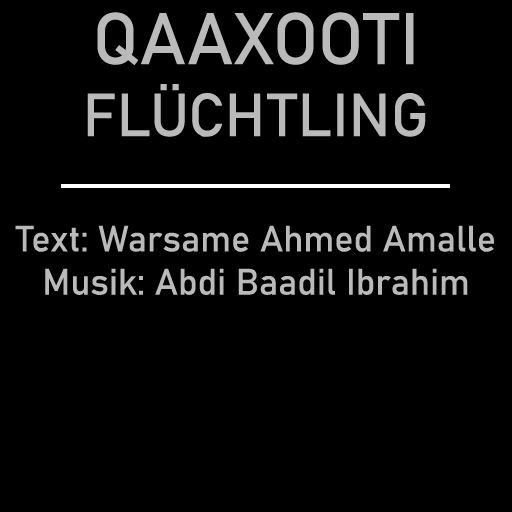 QAAXOOTI
FLÜCHTLING
Text: Warsame Ahmed Amalle
Musik: Abdi Baadil Ibrahim